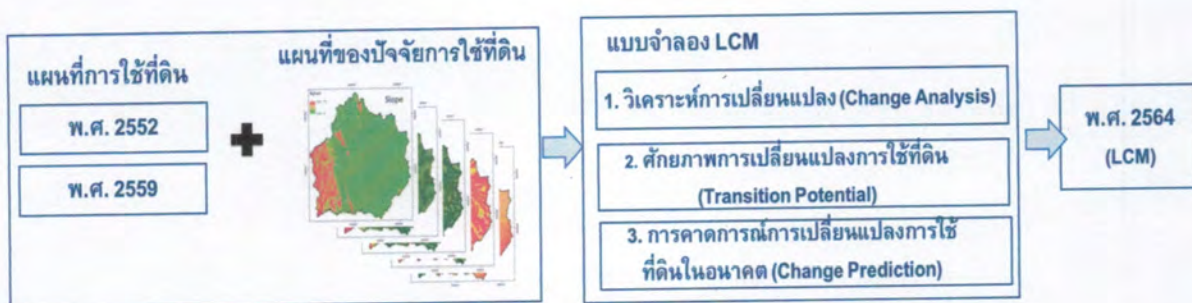 แผนที่การใช้ที่ดิน
พ.ศ. 2552
พ.ศ. 2559
แผนที่ของปัจจัยการใช้ที่ดิน
Slope
แบบจำลอง LCM
1. วิเคราะห์การเปลี่ยนแปลง (Change Analysis)
2. ศักยภาพการเปลี่ยนแปลงการใช้ที่ดิน
(Transition Potential)
3. การคาดการณ์การเปลี่ยนแปลงการใช้
ที่ดินในอนาคต (Change Prediction)
พ.ศ. 2564
(LCM)